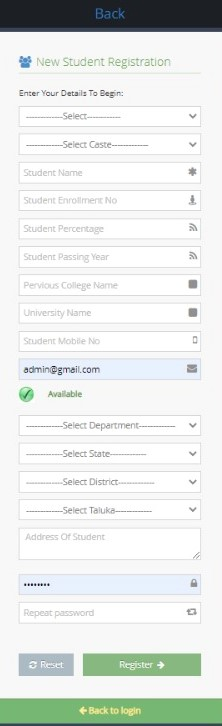 Back
New Student Registration
Enter Your Details To Begin:
-------------Select------------
-------------Select Caste-------------
Student Name
Student Enrollment No
Student Percentage
Student Passing Year
Pervious College Name
University Name
Student Mobile No
admin@gmail.com
Available
-------------Select Department-------------
-------------Select State-------------
-------------Select District-------------
-------------Select Taluka-------------
Address Of Student
••••••••
Repeat password
Reset
Register
Back to login